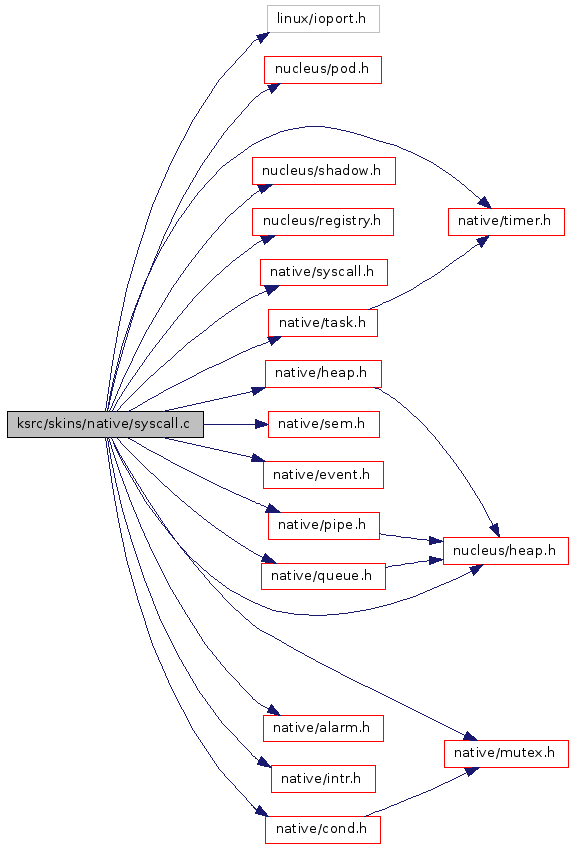 linux/ioport.h
nucleus/pod.h
nucleus/shadow.h
nucleus/registry.h
native/timer.h
native/syscall.h
native/task.h
native/heap.h
ksrc/skins/native/syscall.c
native/sem.h
native/event.h
native/pipe.h
nucleus/heap.h
native/queue.h
native/alarm.h
native/mutex.h
native/intr.h
native/cond.h